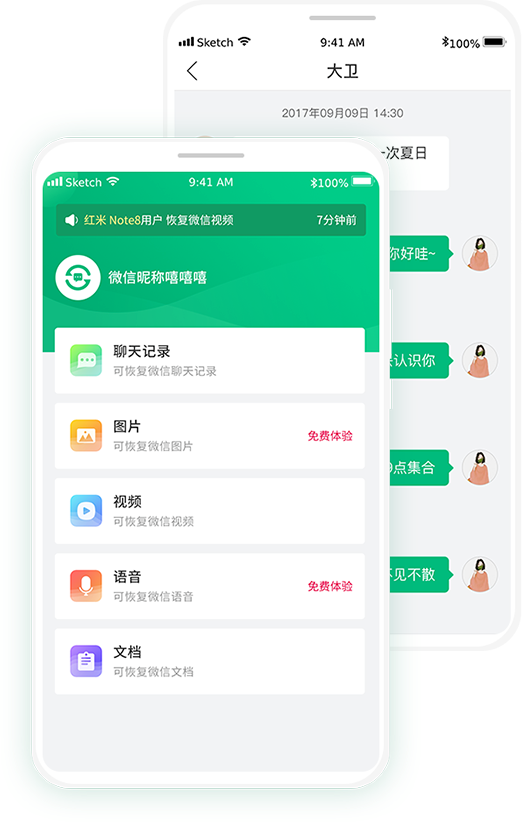 Sketch 9:41 AM 100%
大卫
2017年09月09日 14:30
次夏日
你好哇~
认识你
9点集合
不见不散
Sketch 9:41 AM 100%
红米 Note8用户 恢复微信视频 7分钟前
微信昵称嘻嘻嘻
聊天记录
可恢复微信聊天记录
图片
可恢复微信图片
免费体验
视频
可恢复微信视频
语音
可恢复微信语音
免费体验
文档
可恢复微信文档